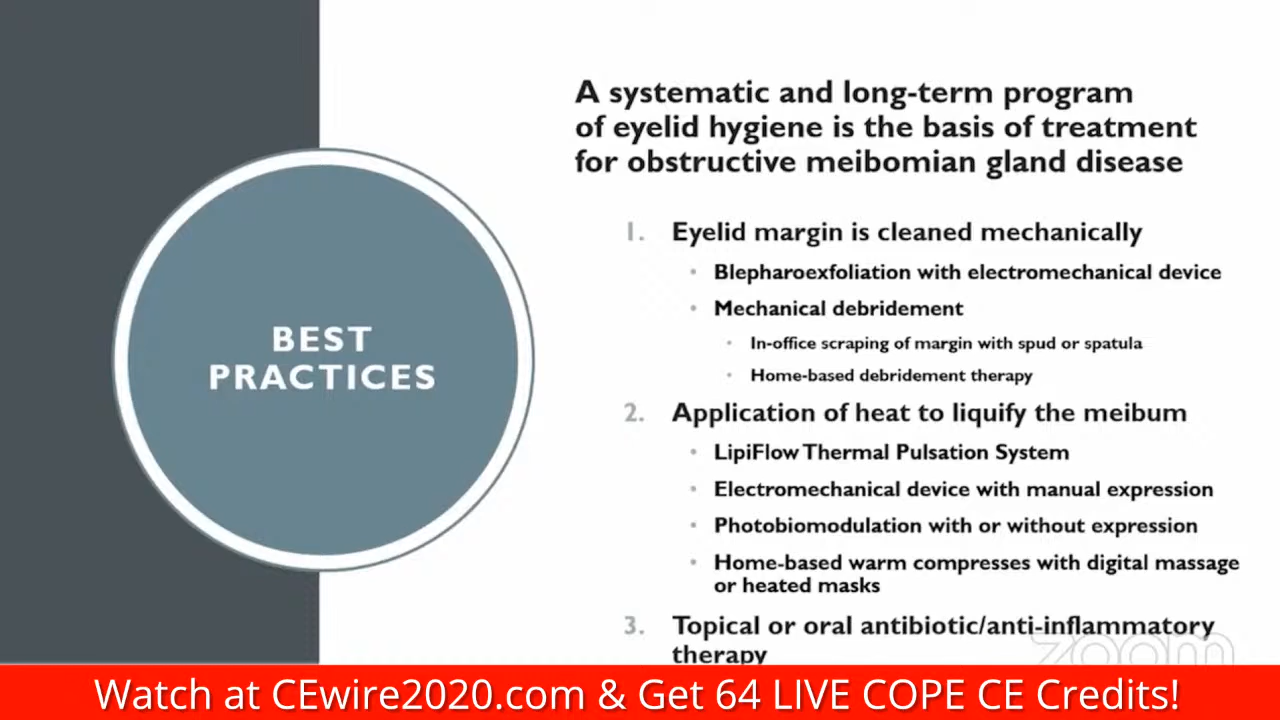 BEST
PRACTICES
A systematic and long-term program
of eyelid hygiene is the basis of treatment
for obstructive meibomian gland disease
1. Eyelid margin is cleaned mechanically
• Blepharoexfoliation with electromechanical device
• Mechanical debridement
• In-office scraping of margin with spud or spatula
• Home-based debridement therapy
2. Application of heat to liquify the meibum
• LipiFlow Thermal Pulsation System
• Electromechanical device with manual expression
• Photobiomodulation with or without expression
• Home-based warm compresses with digital massage
or heated masks
3. Topical or oral antibiotic/anti-inflammatory
therapy
zoom
Watch at CEwire2020.com & Get 64 LIVE COPE CE Credits!